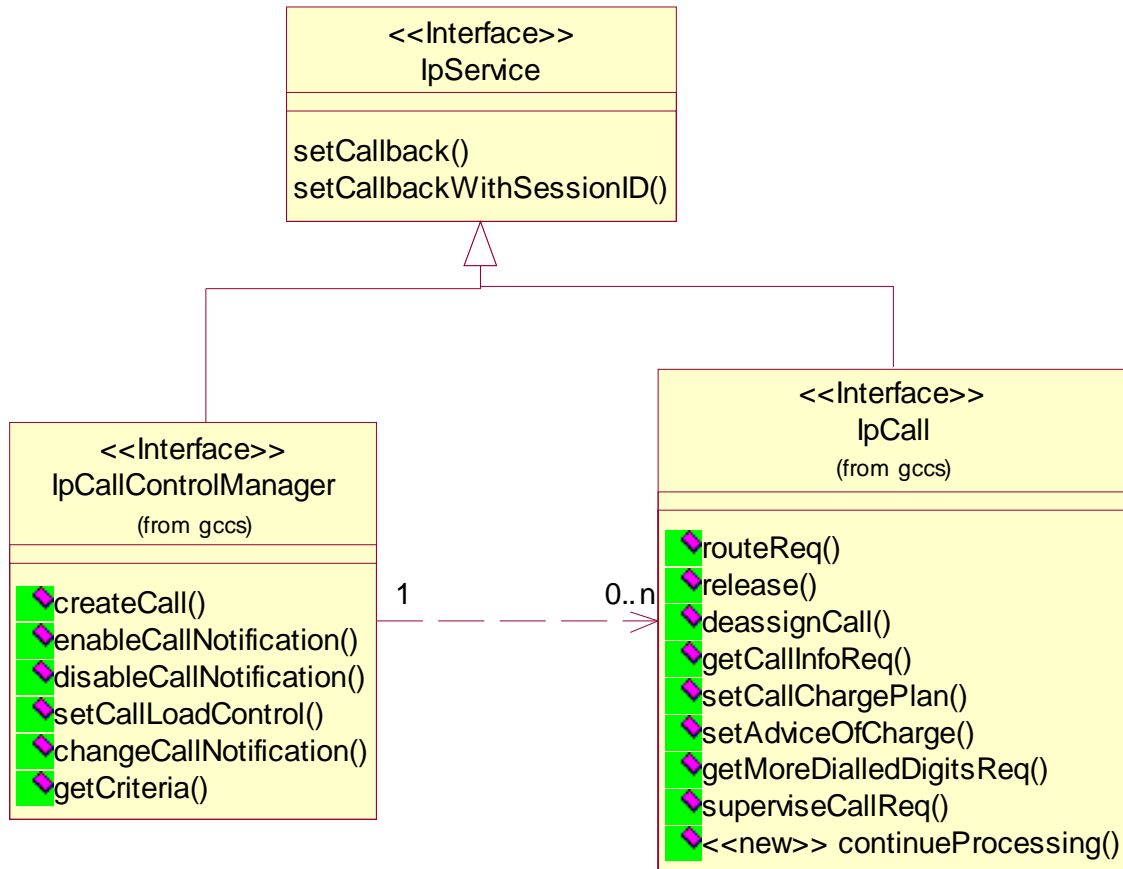 <<Interface>>
IpService
setCallback()
setCallbackWithSessionID()
<<Interface>>
IpCallControlManager
(from gccs)
createCall()
enableCallNotification()
disableCallNotification()
setCallLoadControl()
changeCallNotification()
getCriteria()
1
0..n
<<Interface>>
IpCall
(from gccs)
routeReq()
release()
deassignCall()
getCallInfoReq()
setCallChargePlan()
setAdviceOfCharge()
getMoreDialledDigitsReq()
superviseCallReq()
<<new>> continueProcessing()